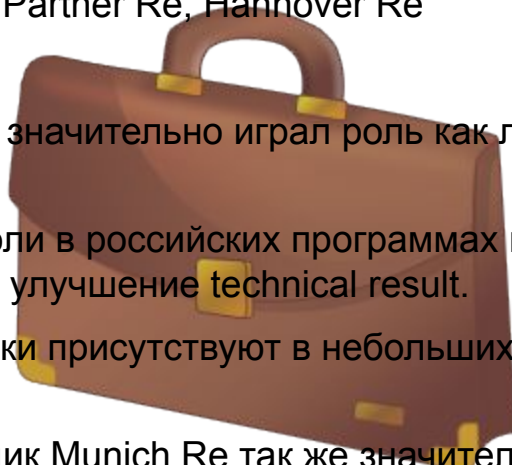 Partner Re, Hannover Re
значительно играл роль как л
оли в российских программах
улучшение technical result.
ки присутствуют в небольших
ик Munich Re так же значител